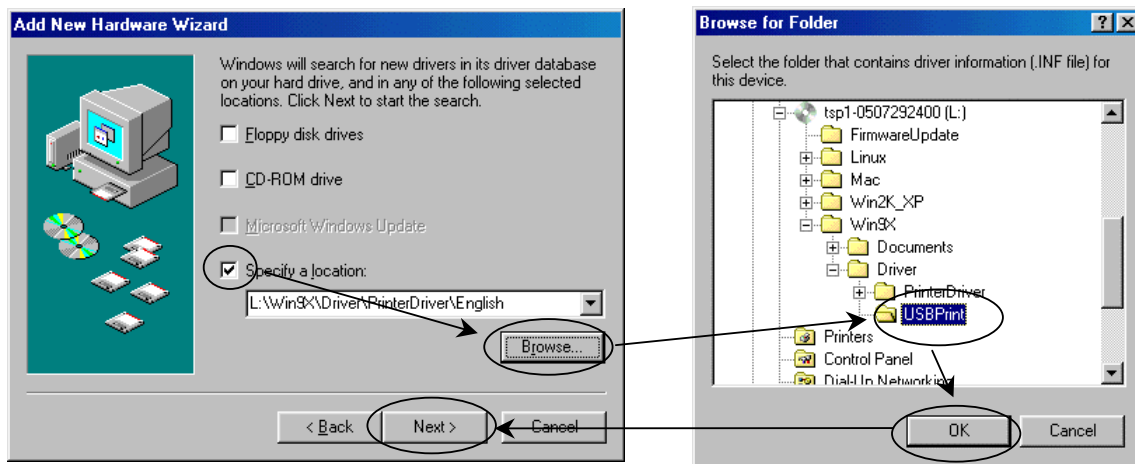 Add New Hardware Wizard
Windows will search for new drivers in its driver database
on your hard drive, and in any of the following selected
locations. Click Next to start the search.
Floppy disk drives
CD-ROM drive
Microsoft Windows Update
Specify a location:
L:\Win9X\Driver\PrinterDriver\English
Browse...
< Back
Next >
Cancel
Browse for Folder
Select the folder that contains driver information (.INF file) for
this device.
tsp1-0507292400 (L:)
FirmwareUpdate
Linux
Mac
Win2K_XP
Win9X
Documents
Driver
PrinterDriver
USBPrint
Printers
Control Panel
Dial-Up Networking
OK
Cancel